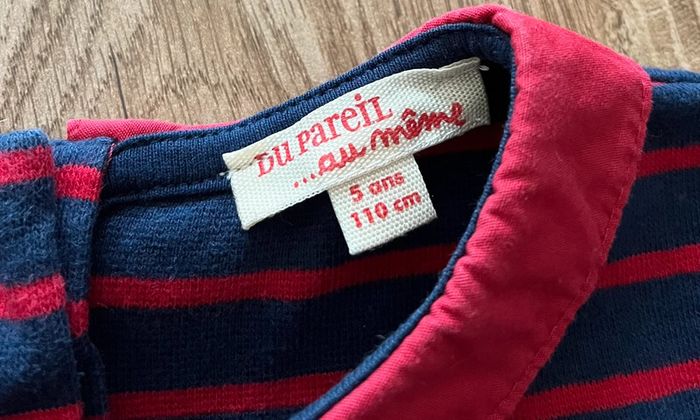 DU PAREIL
...au même
5 ans
110 cm